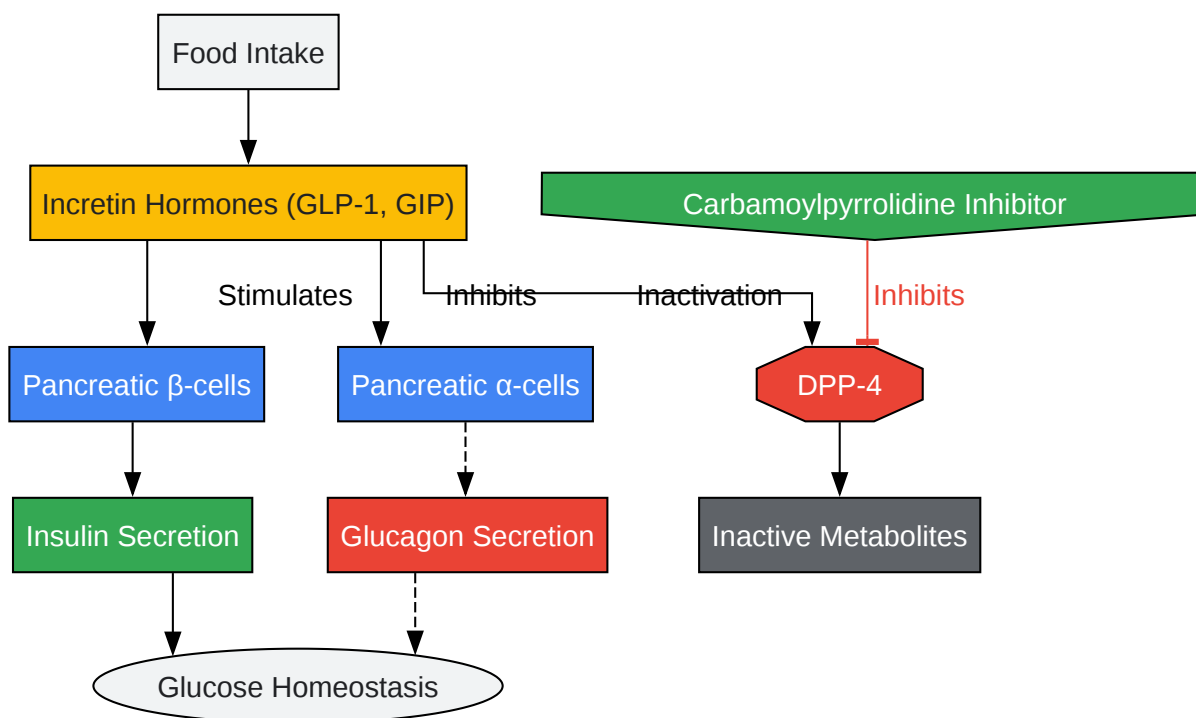 Food Intake
Incretin Hormones (GLP-1, GIP)
Carbamoylpyrrolidine Inhibitor
Stimulates
Inhibits
Inactivation
Inhibits
Pancreatic β-cells
Pancreatic α-cells
DPP-4
Insulin Secretion
Glucagon Secretion
Inactive Metabolites
Glucose Homeostasis